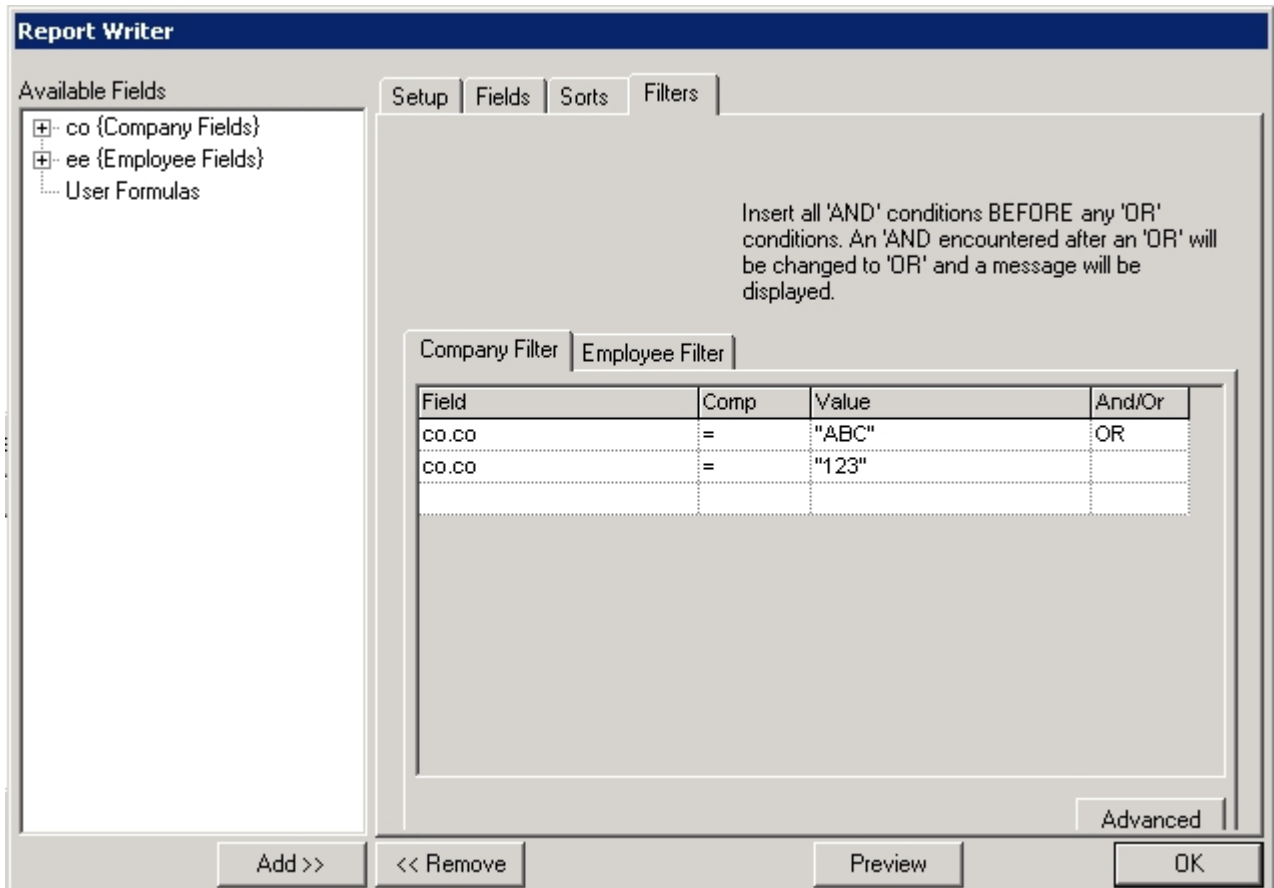 Report Writer
Available Fields
co {Company Fields}
ee {Employee Fields}
User Formulas
Setup Fields Sorts Filters
Insert all 'AND' conditions BEFORE any 'OR'
conditions. An 'AND encountered after an 'OR' will
be changed to 'OR' and a message will be
displayed.
Company Filter Employee Filter
Field Comp Value And/Or
co.co = "ABC" OR
co.co = "123"
Advanced
Add >> << Remove Preview OK